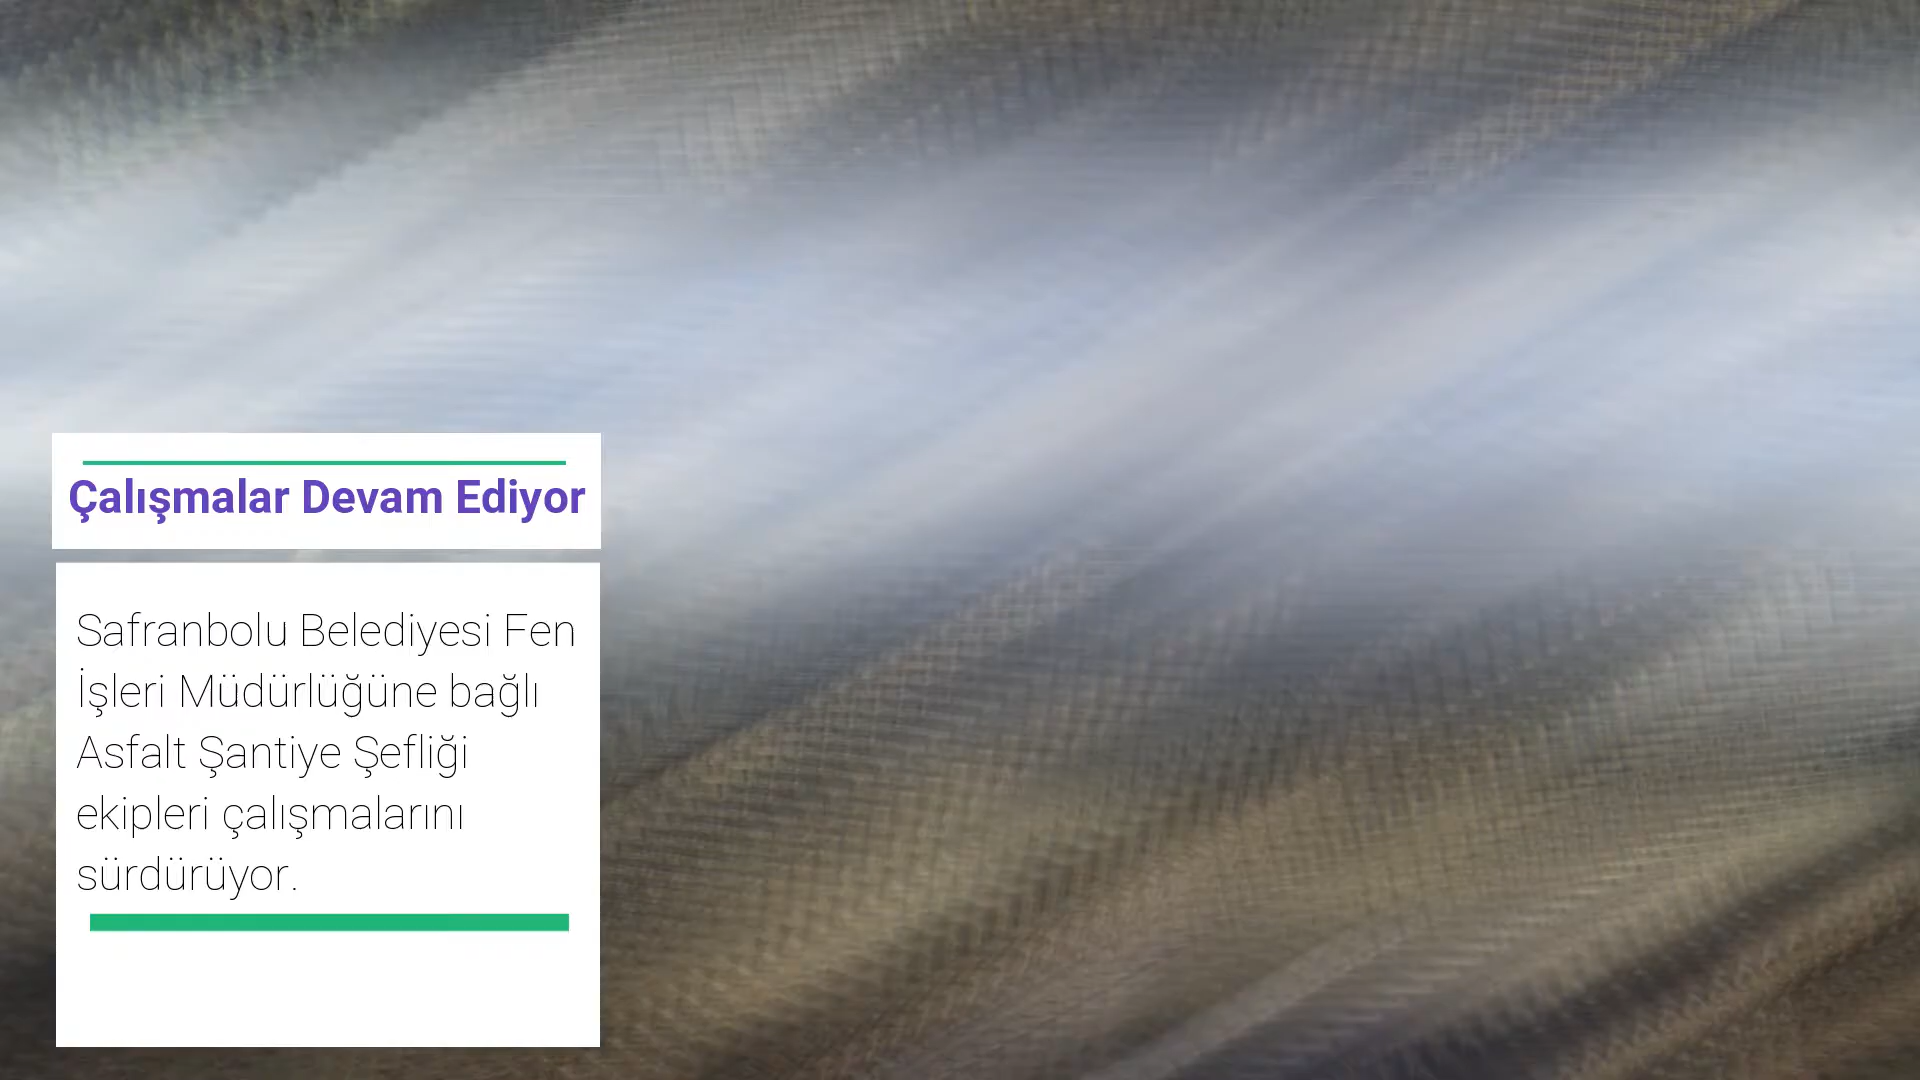 Çalışmalar Devam Ediyor
Safranbolu Belediyesi Fen
İşleri Müdürlüğüne bağlı
Asfalt Şantiye Şefliği
ekipleri çalışmalarını
sürdürüyor.